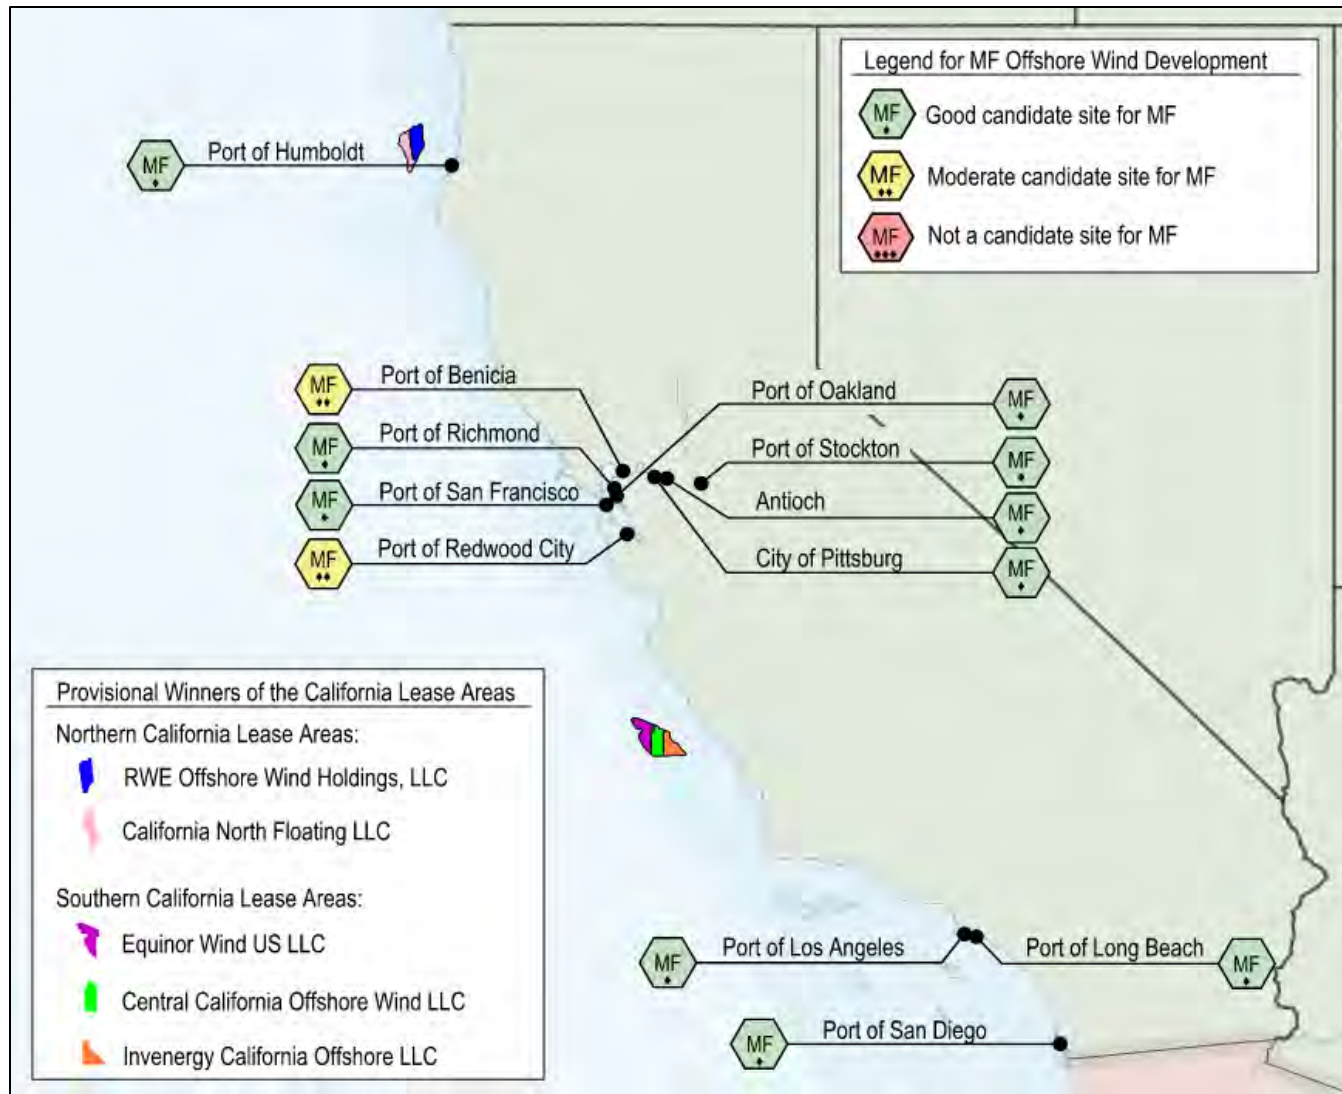 Legend for MF Offshore Wind Development
MF
Good candidate site for MF
MF
Moderate candidate site for MF
MF
Not a candidate site for MF
MF
Port of Humboldt
MF
Port of Benicia
MF
Port of Richmond
MF
Port of San Francisco
MF
Port of Redwood City
Port of Oakland
MF
Port of Stockton
MF
Antioch
MF
City of Pittsburg
MF
Provisional Winners of the California Lease Areas
Northern California Lease Areas:
RWE Offshore Wind Holdings, LLC
California North Floating LLC
Southern California Lease Areas:
Equinor Wind US LLC
Central California Offshore Wind LLC
Invenergy California Offshore LLC
MF
Port of Los Angeles
Port of Long Beach
MF
MF
Port of San Diego